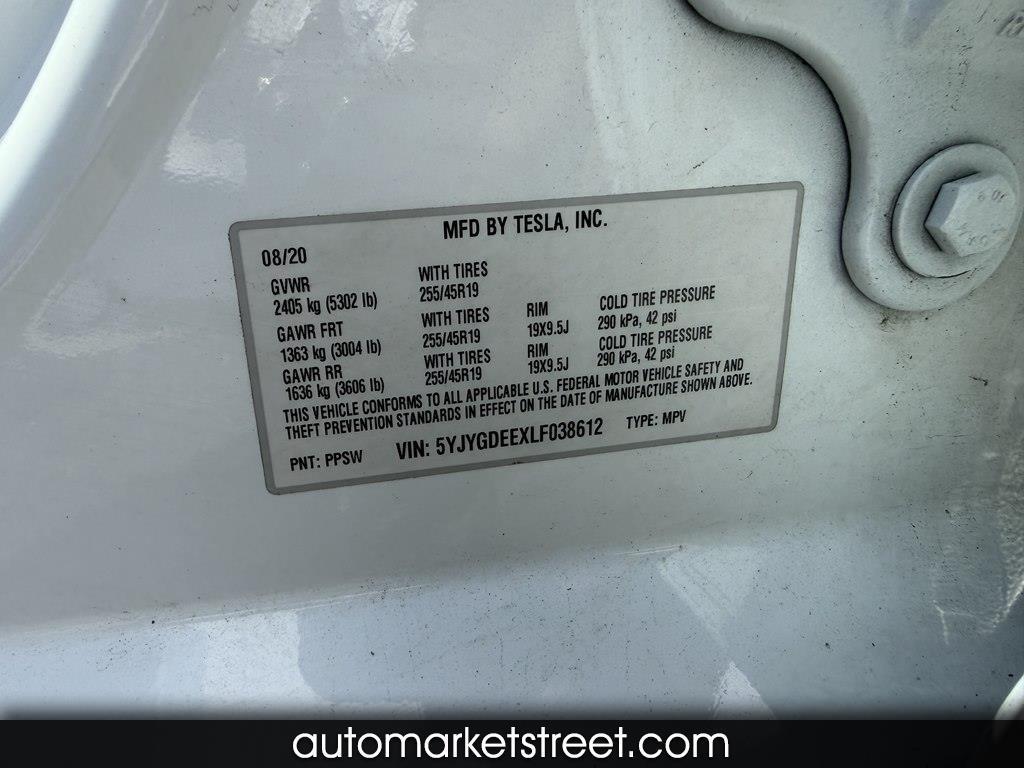 MFD BY TESLA, INC.
08/20
GVWR WITH TIRES
2405 kg (5302 lb) 255/45R19
GAWR FRT WITH TIRES RIM COLD TIRE PRESSURE
1363 kg (3004 lb) 255/45R19 19X9.5J 290 kPa, 42 psi
GAWR RR WITH TIRES RIM COLD TIRE PRESSURE
1636 kg (3606 lb) 255/45R19 19X9.5J 290 kPa, 42 psi
THIS VEHICLE CONFORMS TO ALL APPLICABLE U.S. FEDERAL MOTOR VEHICLE SAFETY AND
THEFT PREVENTION STANDARDS IN EFFECT ON THE DATE OF MANUFACTURE SHOWN ABOVE.
PNT: PPSW VIN: 5YJYGDEEXLF038612 TYPE: MPV
automarketstreet.com